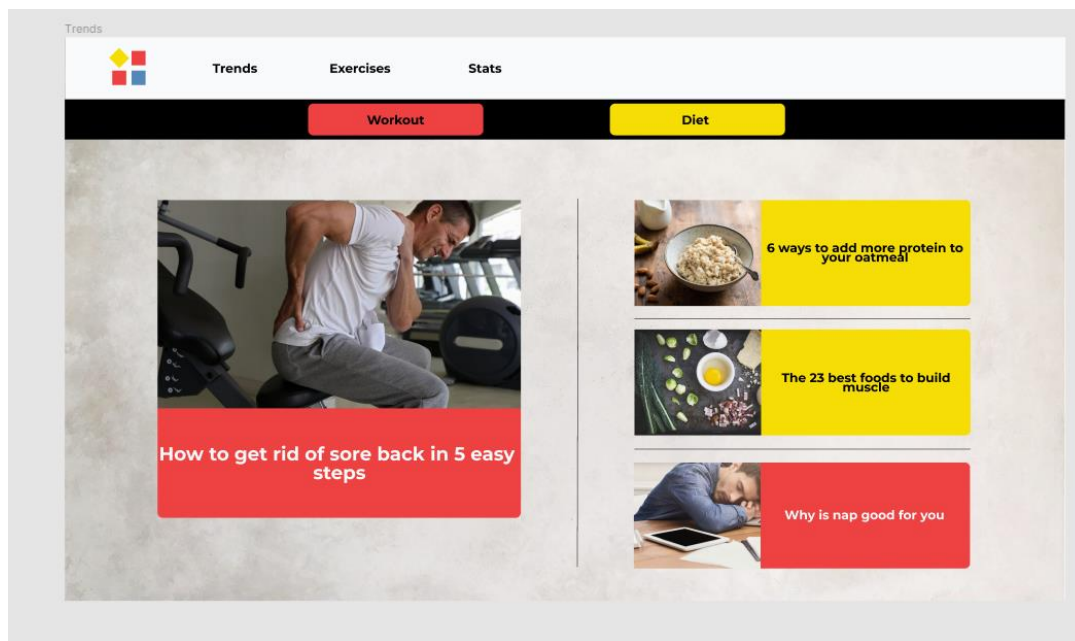 Trends
Trends
Exercises
Stats
Workout
Diet
How to get rid of sore back in 5 easy
steps
6 ways to add more protein to
your oatmeal
The 23 best foods to build
muscle
Why is nap good for you